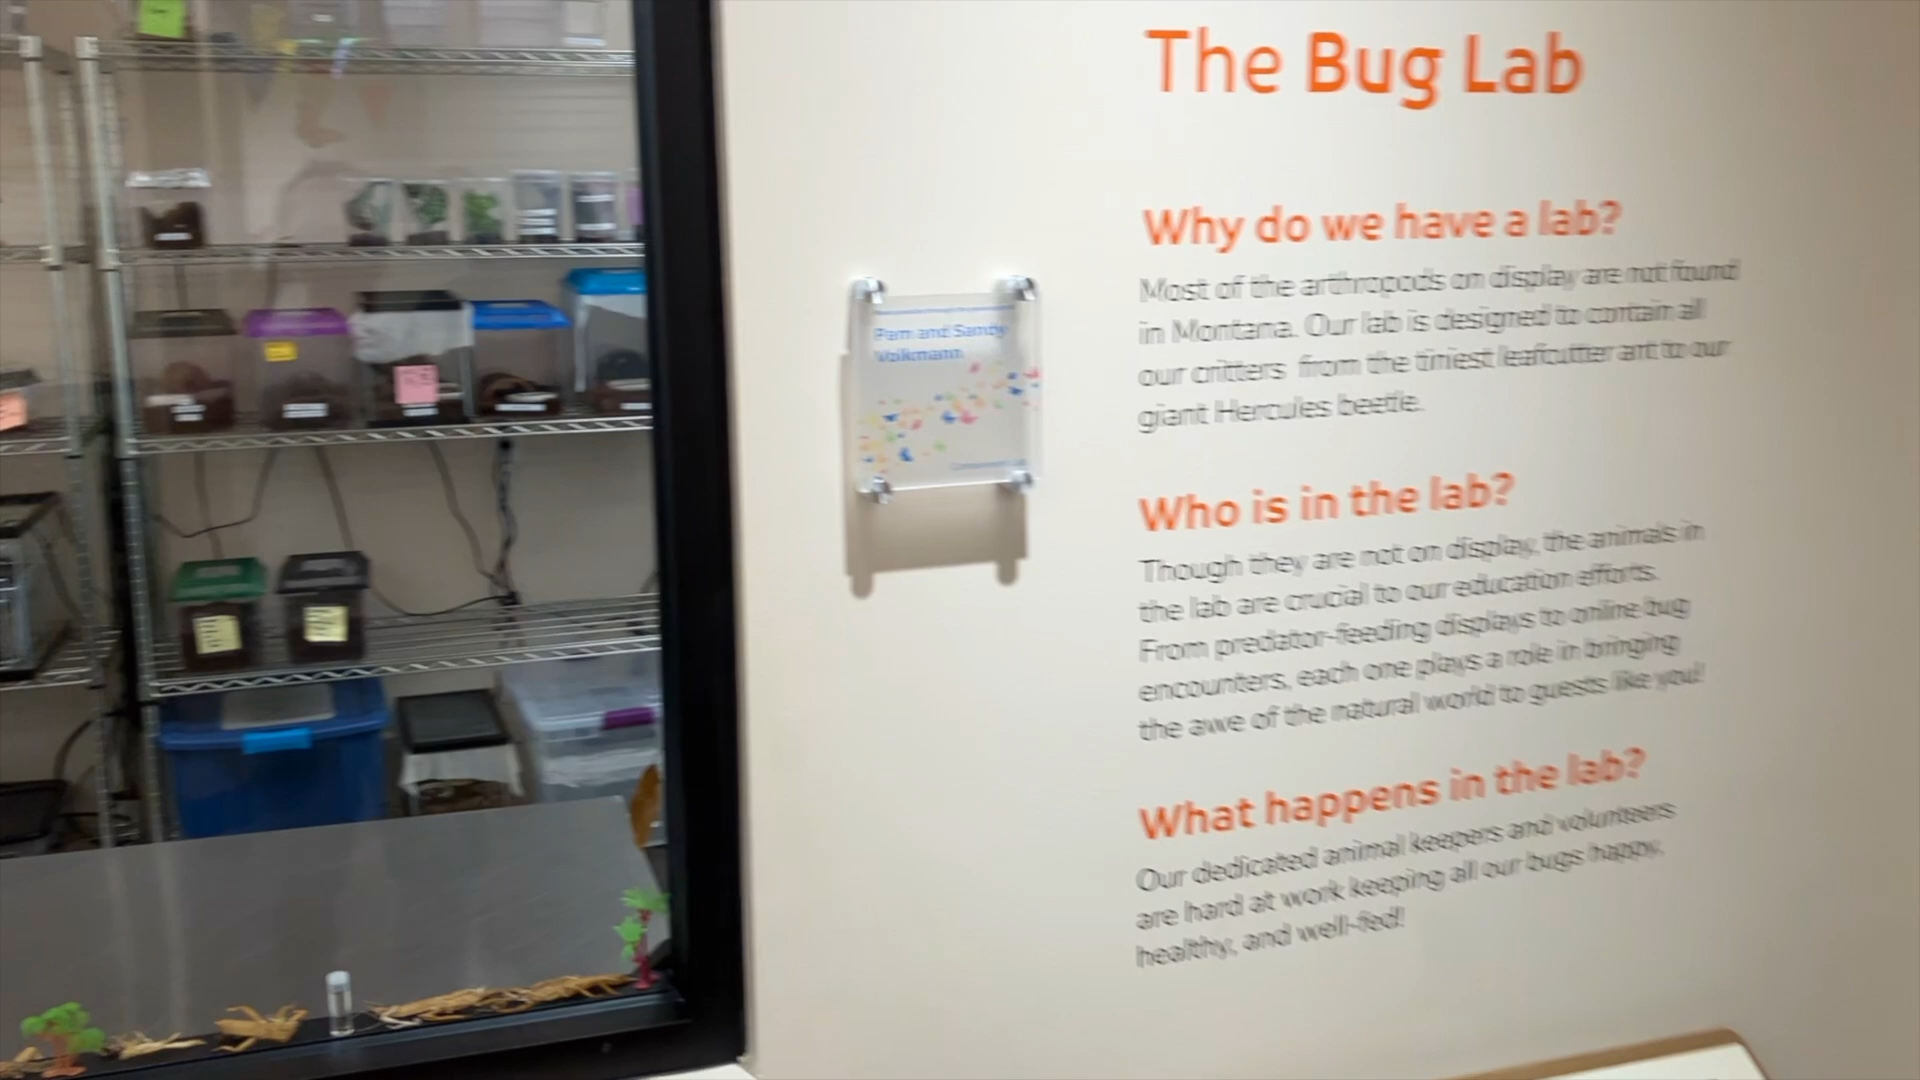 The Bug Lab
Why do we have a lab?
Most of the arthropods on display are not found
in Montana. Our lab is designed to contain all
our critters from the tiniest leafcutter ant to our
giant Hercules beetle.
Who is in the lab?
Though they are not on display, the animals in
the lab are crucial to our education efforts.
From predator-feeding displays to online bug
encounters, each one plays a role in bringing
the awe of the natural world to guests like you!
What happens in the lab?
Our dedicated animal keepers and volunteers
are hard at work keeping all our bugs happy,
healthy, and well-fed!
Pam and Sandy
Volkmann